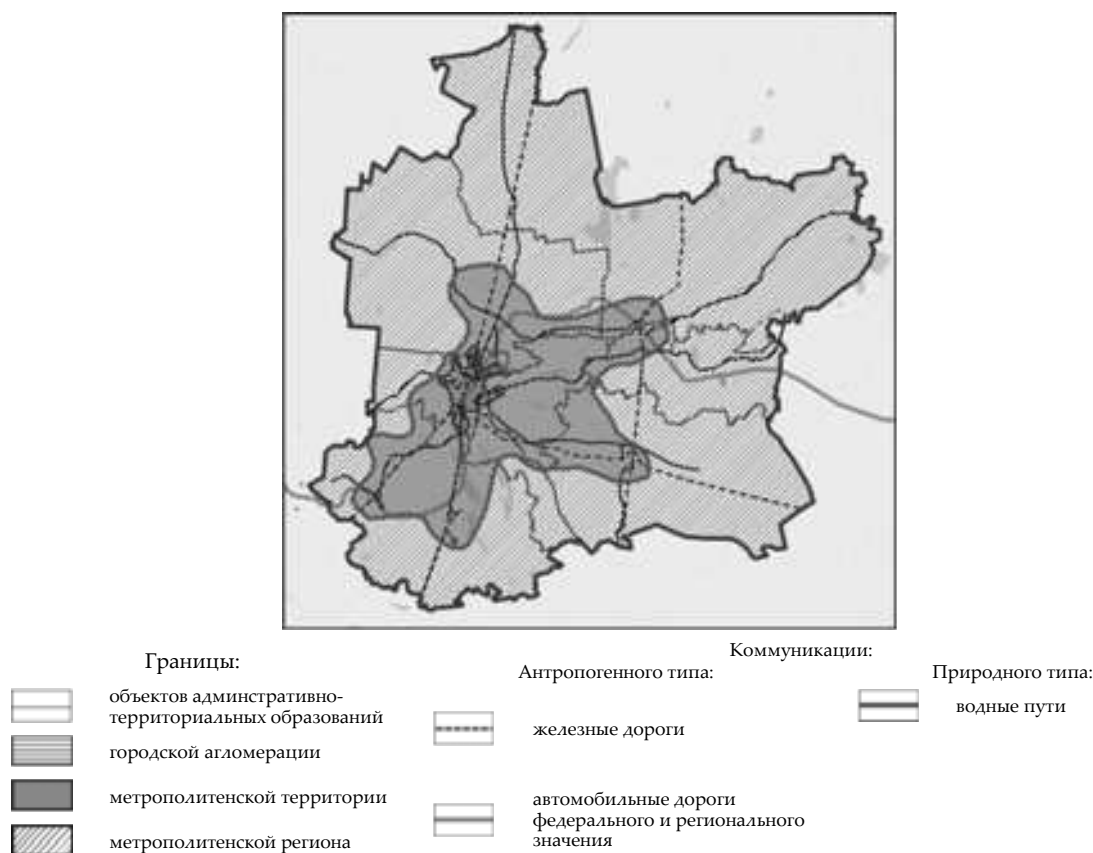 Границы:
объектов админстративно-
территориальных образований
городской агломерации
метрополитенской территории
метрополитенской региона
Коммуникации:
Антропогенного типа:
железные дороги
автомобильные дороги
федерального и регионального
значения
Природного типа:
водные пути